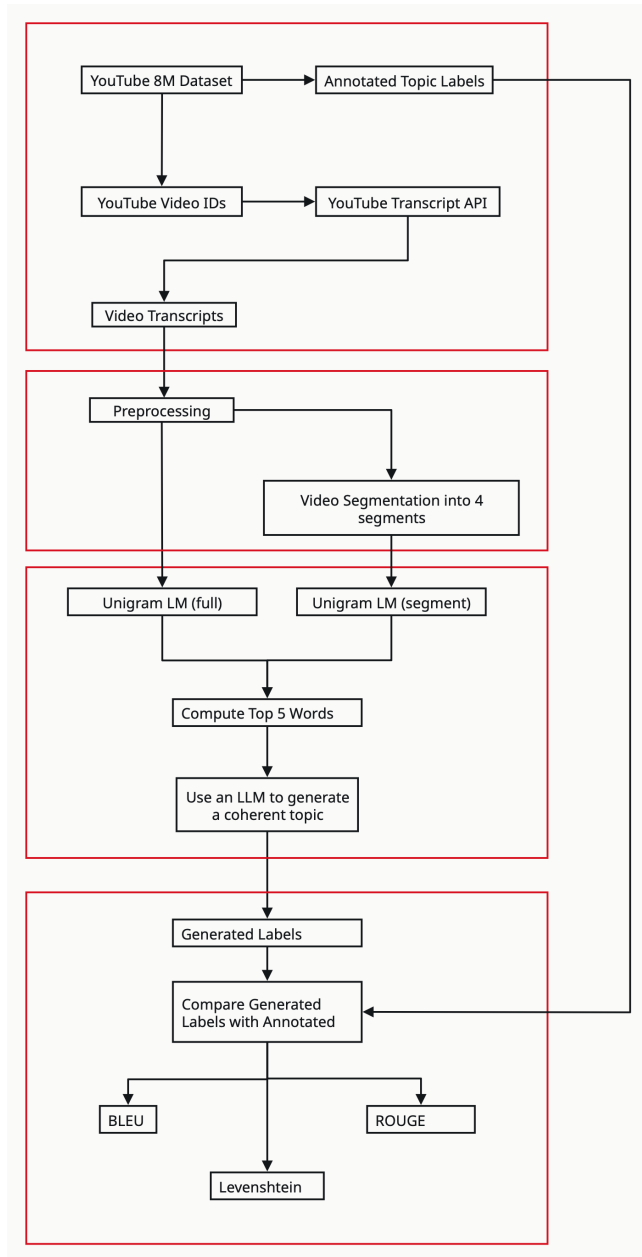 YouTube 8M Dataset
Annotated Topic Labels
YouTube Video IDs
YouTube Transcript API
Video Transcripts
Preprocessing
Video Segmentation into 4
segments
Unigram LM (full)
Unigram LM (segment)
Compute Top 5 Words
Use an LLM to generate
a coherent topic
Generated Labels
Compare Generated
Labels with Annotated
BLEU
ROUGE
Levenshtein